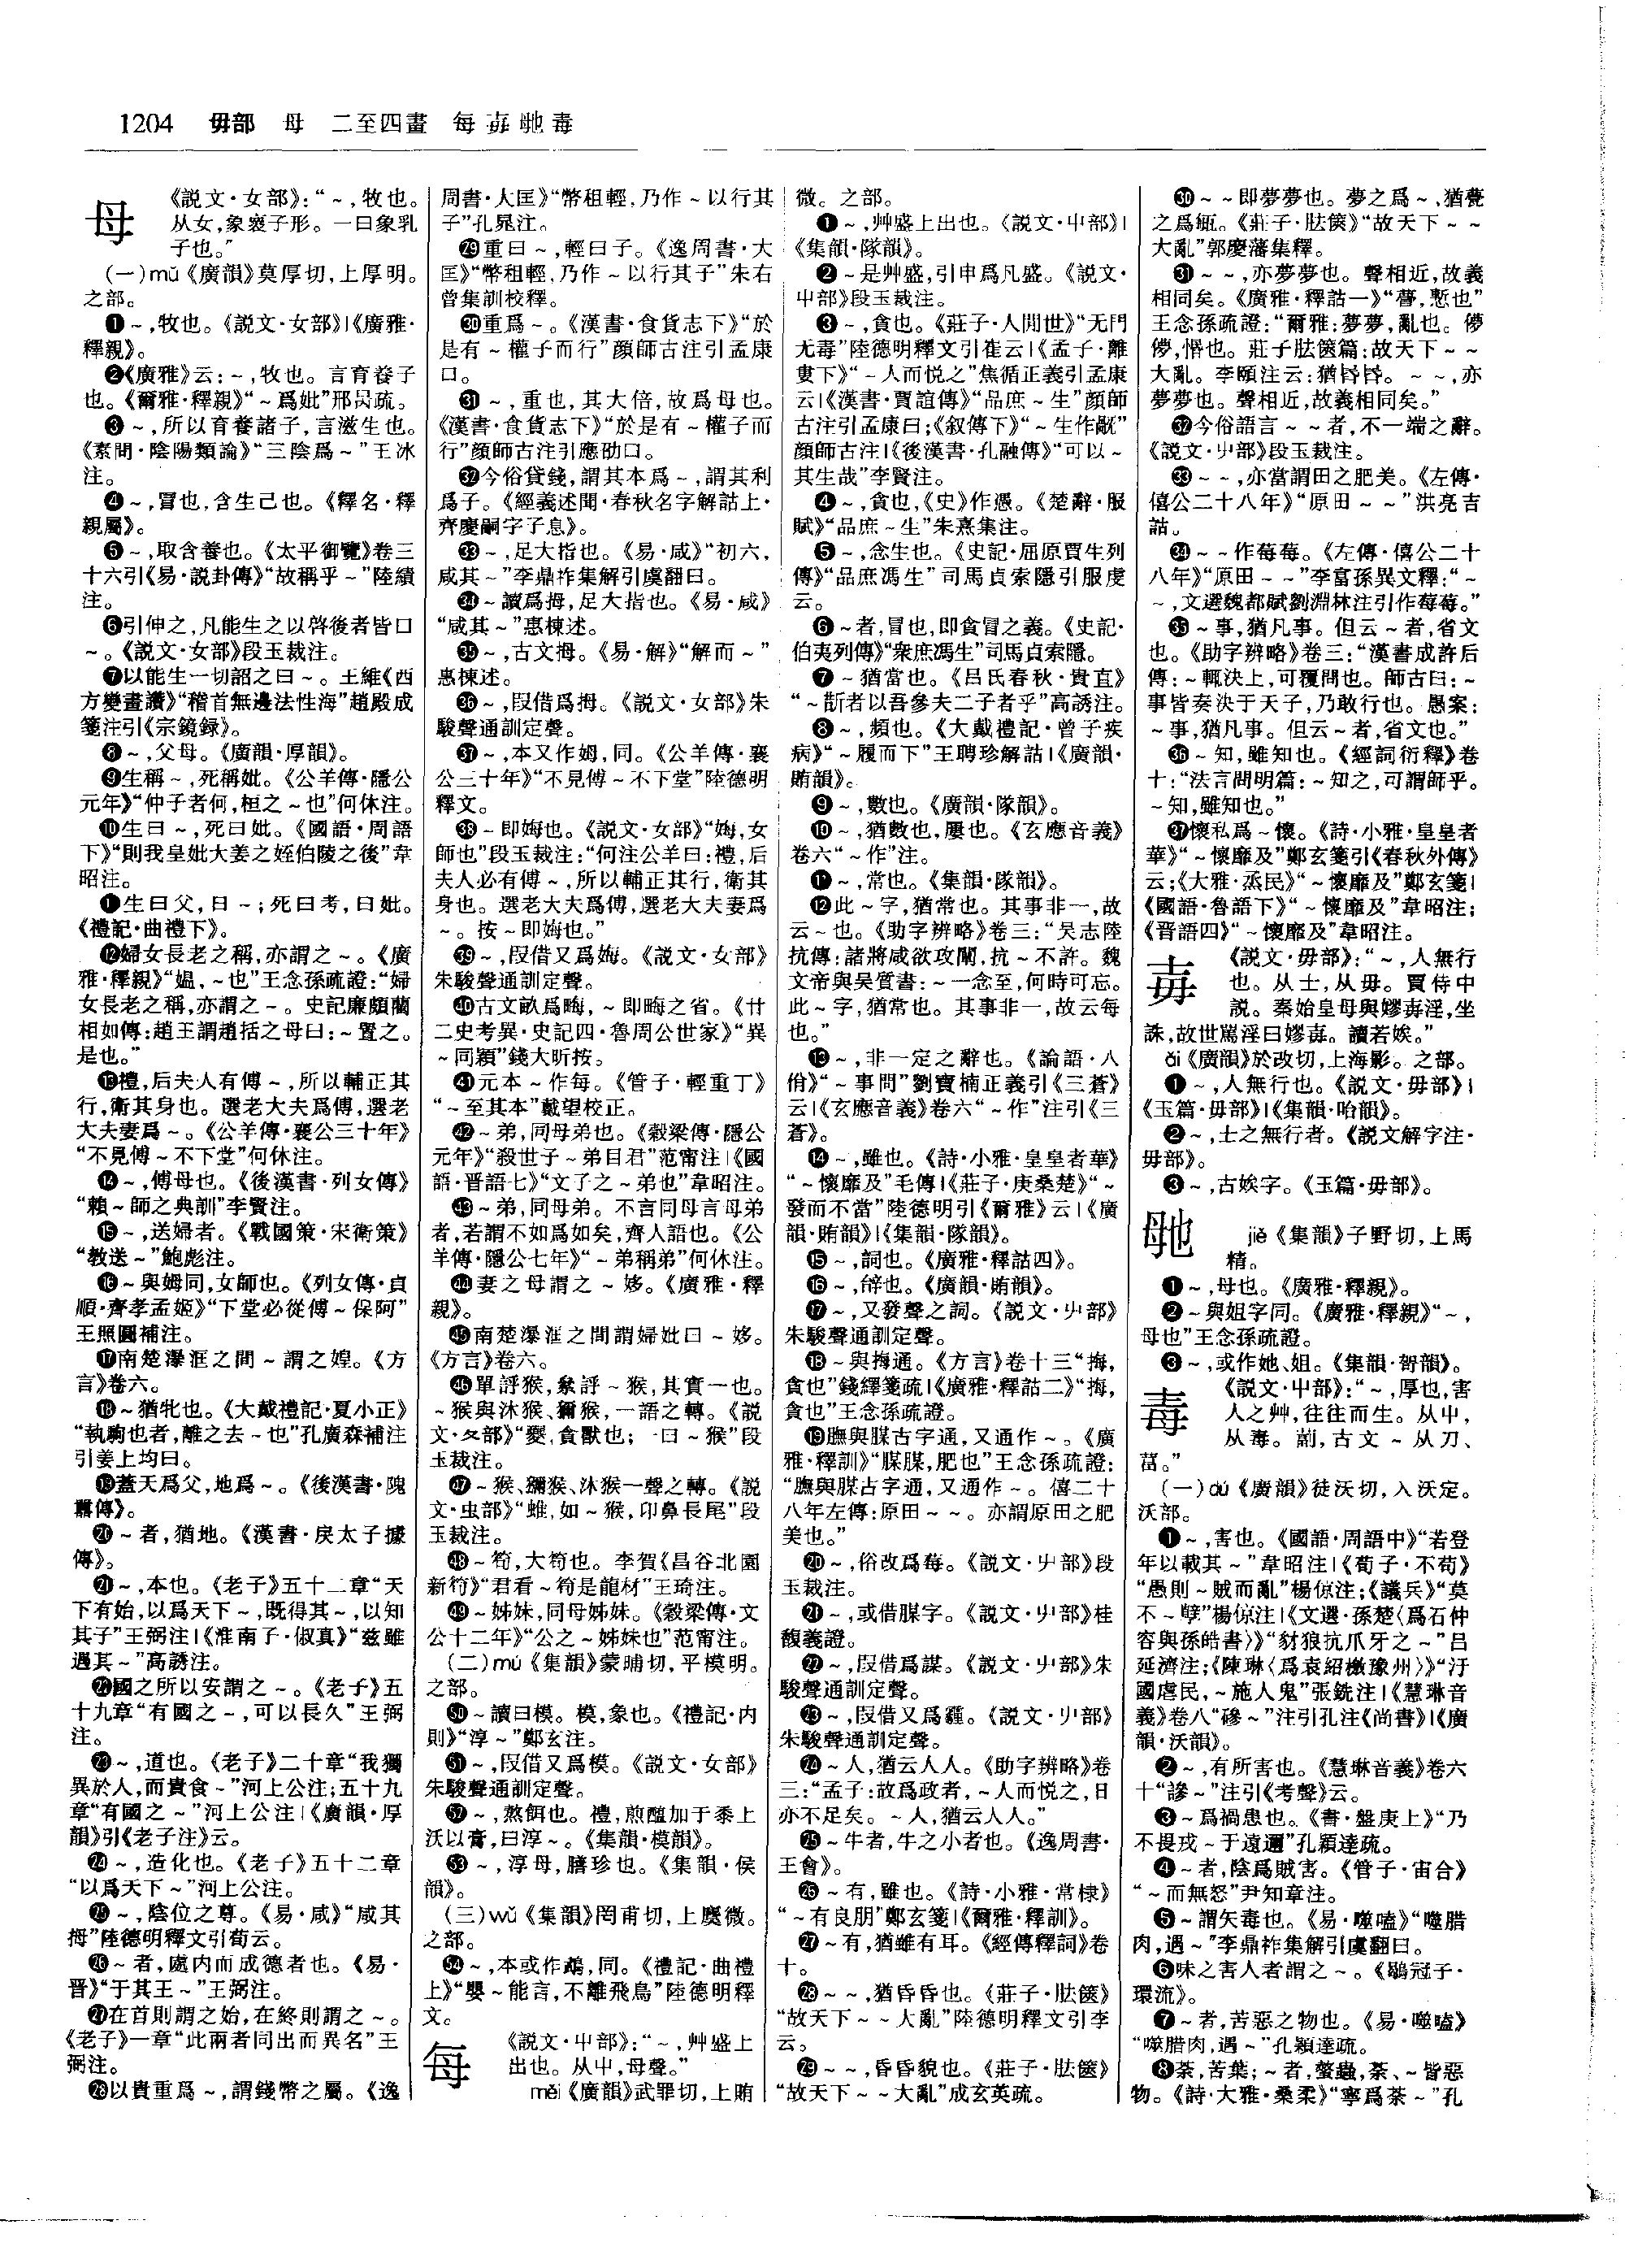 1204 毋部 母 二至四畫 每毐毑毒
母
《説文·女部》：“～，牧也。
从女，象褱子形。一曰象乳
子也。”
（一）mǔ《廣韻》莫厚切，上厚明。
之部。
❶～，牧也。《説文·女部》|《廣雅·
釋親》。
❷《廣雅》云：～，牧也。言育養子
也。《爾雅·釋親》“～爲妣”邢昺疏。
❸～，所以育養諸子，言滋生也。
《素問·陰陽類論》“三陰爲～”王冰
注。
❹～，冒也，含生己也。《釋名·釋
親屬》。
❺～，取含養也。《太平御覽》卷三
十六引《易·説卦傳》“故稱乎～”陸績
注。
❻引伸之，凡能生之以啓後者皆曰
～。《説文·女部》段玉裁注。
❼以能生一切詔之曰～。王維《西
方變畫讚》“稽首無邊法性海”趙殿成
箋注引《宗鏡録》。
❽～，父母。《廣韻·厚韻》。
❾生稱～，死稱妣。《公羊傳·隱公
元年》“仲子者何，桓之～也”何休注。
❿生曰～，死曰妣。《國語·周語
下》“則我皇妣大姜之姪伯陵之後”韋
昭注。
⓫生曰父，曰～；死曰考，曰妣。
《禮記·曲禮下》。
⓬婦女長老之稱，亦謂之～。《廣
雅·釋親》“媪，～也”王念孫疏證：“婦
女長老之稱，亦謂之～。史記廉頗藺
相如傳：趙王謂趙括之母曰：～置之。
是也。”
⓭禮，后夫人有傅～，所以輔正其
行，衛其身也。選老大夫爲傅，選老
大夫妻爲～。《公羊傳·襄公三十年》
“不見傅～不下堂”何休注。
⓮～，傅母也。《後漢書·列女傳》
“賴～師之典訓”李賢注。
⓯～，送婦者。《戰國策·宋衛策》
“教送～”鮑彪注。
⓰～與姆同，女師也。《列女傳·貞
順·齊孝孟姬》“下堂必從傅～保阿”
王照圓補注。
⓱南楚瀑洭之間～謂之媓。《方
言》卷六。
⓲～猶牝也。《大戴禮記·夏小正》
“執駒也者，離之去～也”孔廣森補注
引姜上均曰。
⓳蓋天爲父，地爲～。《後漢書·隗
囂傳》。
⓴～者，猶地。《漢書·戾太子據
傳》。
㉑～，本也。《老子》五十二章“天
下有始，以爲天下～，既得其～，以知
其子”王弼注|《淮南子·俶真》“兹雖
遇其～”高誘注。
㉒國之所以安謂之～。《老子》五
十九章“有國之～，可以長久”王弼
注。
㉓～，道也。《老子》二十章“我獨
異於人，而貴食～”河上公注；五十九
章“有國之～”河上公注|《廣韻·厚
韻》引《老子注》云。
㉔～，造化也。《老子》五十二章
“以爲天下～”河上公注。
㉕～，陰位之尊。《易·咸》“咸其
拇”陸德明釋文引荀云。
㉖～者，處内而成德者也。《易·
晉》“于其王～”王弼注。
㉗在首則謂之始，在終則謂之～。
《老子》一章“此兩者同出而異名”王
弼注。
㉘以貴重爲～，謂錢幣之屬。《逸
周書·大匡》“幣租輕，乃作～以行其
子”孔晁注。
㉙重曰～，輕曰子。《逸周書·大
匡》“幣租輕，乃作～以行其子”朱右
曾集訓校釋。
㉚重爲～。《漢書·食貨志下》“於
是有～權子而行”顔師古注引孟康
曰。
㉛～，重也，其大倍，故爲母也。
《漢書·食貨志下》“於是有～權子而
行”顔師古注引應劭曰。
㉜今俗貸錢，謂其本爲～，謂其利
爲子。《經義述聞·春秋名字解詁上·
齊慶嗣字子息》。
㉝～，足大指也。《易·咸》“初六，
咸其～”李鼎祚集解引虞翻曰。
㉞～讀爲拇，足大指也。《易·咸》
“咸其～”惠棟述。
㉟～，古文拇。《易·解》“解而～”
惠棟述。
㊱～，叚借爲拇。《説文·女部》朱
駿聲通訓定聲。
㊲～，本又作姆，同。《公羊傳·襄
公三十年》“不見傅～不下堂”陸德明
釋文。
㊳～即娒也。《説文·女部》“娒，女
師也”段玉裁注：“何注公羊曰：禮，后
夫人必有傅～，所以輔正其行，衛其
身也。選老大夫爲傅，選老大夫妻爲
～。按～即娒也。”
㊴～，叚借又爲娒。《説文·女部》
朱駿聲通訓定聲。
㊵古文畝爲畮，～即畮之省。《廿
二史考異·史記四·魯周公世家》“異
～同穎”錢大昕按。
㊶元本～作每。《管子·輕重丁》
“～至其本”戴望校正。
㊷～弟，同母弟也。《穀梁傳·隱公
元年》“殺世子～弟目君”范甯注|《國
語·晉語七》“文子之～弟也”韋昭注。
㊸～弟，同母弟。不言同母言母弟
者，若謂不如爲如矣，齊人語也。《公
羊傳·隱公七年》“～弟稱弟”何休注。
㊹妻之母謂之～姼。《廣雅·釋
親》。
㊺南楚瀑洭之間謂婦妣曰～姼。
《方言》卷六。
㊻單評猴，絫評～猴，其實一也。
～猴與沐猴、獮猴，一語之轉。《説
文·夊部》“夒，貪獸也；一曰～猴”段
玉裁注。
㊼～猴、獼猴、沐猴一聲之轉。《説
文·虫部》“蜼，如～猴，卬鼻長尾”段
玉裁注。
㊽～筍，大筍也。李賀《昌谷北園
新筍》“君看～筍是龍材”王琦注。
㊾～姊妹，同母姊妹。《穀梁傳·文
公十二年》“公之～姊妹也”范甯注。
（二）mú《集韻》蒙晡切，平模明。
之部。
㊿～讀曰模。模，象也。《禮記·内
則》“淳～”鄭玄注。
51～，叚借又爲模。《説文·女部》
朱駿聲通訓定聲。
52～，熬餌也。禮，煎醢加于黍上
沃以膏，曰淳～。《集韻·模韻》。
53～，淳母，膳珍也。《集韻·侯
韻》。
（三）wǔ《集韻》罔甫切，上麌微。
之部。
54～，本或作鵡，同。《禮記·曲禮
上》“嬰～能言，不離飛鳥”陸德明釋
文。
每
《説文·屮部》：“～，艸盛上
出也。从屮，母聲。”
měi《廣韻》武罪切，上賄
微。之部。
❶～，艸盛上出也。《説文·屮部》|
《集韻·隊韻》。
❷～是艸盛，引申爲凡盛。《説文·
屮部》段玉裁注。
❸～，貪也。《莊子·人間世》“无門
无毒”陸德明釋文引崔云|《孟子·離
婁下》“～人而悦之”焦循正義引孟康
云|《漢書·賈誼傳》“品庶～生”顔師
古注引孟康曰；《叙傳下》“～生作旤”
顔師古注|《後漢書·孔融傳》“可以～
其生哉”李賢注。
❹～，貪也，《史》作憑。《楚辭·服
賦》“品庶～生”朱熹集注。
❺～，念生也。《史記·屈原賈生列
傳》“品庶馮生”司馬貞索隱引服虔
云。
❻～者，冒也，即貪冒之義。《史記·
伯夷列傳》“衆庶馮生”司馬貞索隱。
❼～猶當也。《吕氏春秋·貴直》
“～斮者以吾參夫二子者乎”高誘注。
❽～，頻也。《大戴禮記·曾子疾
病》“～履而下”王聘珍解詁|《廣韻·
賄韻》。
❾～，數也。《廣韻·隊韻》。
❿～，猶數也，屢也。《玄應音義》
卷六“～作”注。
⓫～，常也。《集韻·隊韻》。
⓬此～字，猶常也。其事非一，故
云～也。《助字辨略》卷三：“吴志陸
抗傳：諸將咸欲攻闡，抗～不許。魏
文帝與吴質書：～一念至，何時可忘。
此～字，猶常也。其事非一，故云每
也。”
⓭～，非一定之辭也。《論語·八
佾》“～事問”劉寶楠正義引《三蒼》
云|《玄應音義》卷六“～作”注引《三
蒼》。
⓮～，雖也。《詩·小雅·皇皇者華》
“～懷靡及”毛傳|《莊子·庚桑楚》“～
發而不當”陸德明引《爾雅》云|《廣
韻·賄韻》|《集韻·隊韻》。
⓯～，詞也。《廣雅·釋詁四》。
⓰～，辤也。《廣韻·賄韻》。
⓱～，又發聲之詞。《説文·屮部》
朱駿聲通訓定聲。
⓲～與挴通。《方言》卷十三“挴，
貪也”錢繹箋疏|《廣雅·釋詁二》“挴，
貪也”王念孫疏證。
⓳膴與腜古字通，又通作～。《廣
雅·釋訓》“腜腜，肥也”王念孫疏證：
“膴與腜古字通，又通作～。僖二十
八年左傳：原田～～。亦謂原田之肥
美也。”
⓴～，俗改爲莓。《説文·屮部》段
玉裁注。
㉑～，或借腜字。《説文·屮部》桂
馥義證。
㉒～，叚借爲謀。《説文·屮部》朱
駿聲通訓定聲。
㉓～，叚借又爲䨪。《説文·屮部》
朱駿聲通訓定聲。
㉔～人，猶云人人。《助字辨略》卷
三：“孟子：故爲政者，～人而悦之，日
亦不足矣。～人，猶云人人。”
㉕～牛者，牛之小者也。《逸周書·
王會》。
㉖～有，雖也。《詩·小雅·常棣》
“～有良朋”鄭玄箋|《爾雅·釋訓》。
㉗～有，猶雖有耳。《經傳釋詞》卷
十。
㉘～～，猶昏昏也。《莊子·胠篋》
“故天下～～大亂”陸德明釋文引李
云。
㉙～～，昏昏貌也。《莊子·胠篋》
“故天下～～大亂”成玄英疏。
㉚～～即夢夢也。夢之爲～，猶甍
之爲㼹。《莊子·胠篋》“故天下～～
大亂”郭慶藩集釋。
㉛～～，亦夢夢也。聲相近，故義
相同矣。《廣雅·釋詁一》“瞢，慙也”
王念孫疏證：“爾雅：夢夢，亂也。儚
儚，惛也。莊子胠篋篇：故天下～～
大亂。李頤注云：猶昬昬。～～，亦
夢夢也。聲相近，故義相同矣。”
㉜今俗語言～～者，不一端之辭。
《説文·屮部》段玉裁注。
㉝～～，亦當謂田之肥美。《左傳·
僖公二十八年》“原田～～”洪亮吉
詁。
㉞～～作莓莓。《左傳·僖公二十
八年》“原田～～”李富孫異文釋：“～
～，文選魏都賦劉淵林注引作莓莓。”
㉟～事，猶凡事。但云～者，省文
也。《助字辨略》卷三：“漢書成許后
傳：～輒決上，可覆問也。師古曰：～
事皆奏決于天子，乃敢行也。愚案：
～事，猶凡事。但云～者，省文也。”
㊱～知，雖知也。《經詞衍釋》卷
十：“法言問明篇：～知之，可謂師乎。
～知，雖知也。”
㊲懷私爲～懷。《詩·小雅·皇皇者
華》“～懷靡及”鄭玄箋引《春秋外傳》
云；《大雅·烝民》“～懷靡及”鄭玄箋|
《國語·魯語下》“～懷靡及”韋昭注；
《晉語四》“～懷靡及”韋昭注。
毐
《説文·毋部》：“～，人無行
也。从士，从毋。賈侍中
説。秦始皇母與嫪毐淫，坐
誅，故世駡淫曰嫪毐。讀若娭。”
ǎi《廣韻》於改切，上海影。之部。
❶～，人無行也。《説文·毋部》|
《玉篇·毋部》|《集韻·咍韻》。
❷～，士之無行者。《説文解字注·
毋部》。
❸～，古娭字。《玉篇·毋部》。
毑
jiě《集韻》子野切，上馬
精。
❶～，母也。《廣雅·釋親》。
❷～與姐字同。《廣雅·釋親》“～，
母也”王念孫疏證。
❸～，或作她、姐。《集韻·䇔韻》。
毒
《説文·屮部》：“～，厚也，害
人之艸，往往而生。从屮，
从毐。𧉄，古文～从刀、
葍。”
（一）dú《廣韻》徒沃切，入沃定。
沃部。
❶～，害也。《國語·周語中》“若登
年以載其～”韋昭注|《荀子·不苟》
“愚則～賊而亂”楊倞注；《議兵》“莫
不～孽”楊倞注|《文選·孫楚〈爲石仲
容與孫皓書〉》“豺狼抗爪牙之～”吕
延濟注；《陳琳〈爲袁紹檄豫州〉》“汙
國虐民，～施人鬼”張銑注|《慧琳音
義》卷八“磣～”注引孔注《尚書》|《廣
韻·沃韻》。
❷～，有所害也。《慧琳音義》卷六
十“謲～”注引《考聲》云。
❸～爲禍患也。《書·盤庚上》“乃
不畏戎～于遠邇”孔穎達疏。
❹～者，陰爲賊害。《管子·宙合》
“～而無怒”尹知章注。
❺～謂矢毒也。《易·噬嗑》“噬腊
肉，遇～”李鼎祚集解引虞翻曰。
❻味之害人者謂之～。《鶡冠子·
環流》。
❼～者，苦惡之物也。《易·噬嗑》
“噬腊肉，遇～”孔穎達疏。
❽荼，苦葉；～者，螫蟲，荼、～皆惡
物。《詩·大雅·桑柔》“寧爲荼～”孔